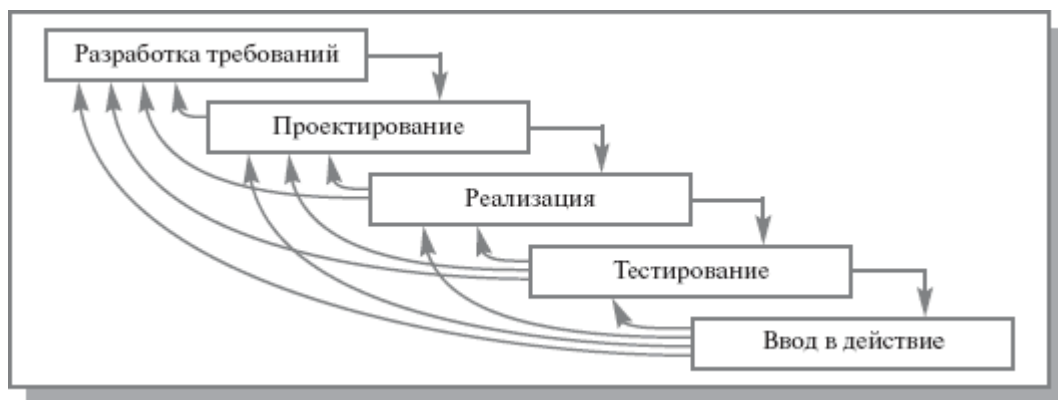 Разработка требований
Проектирование
Реализация
Тестирование
Ввод в действие